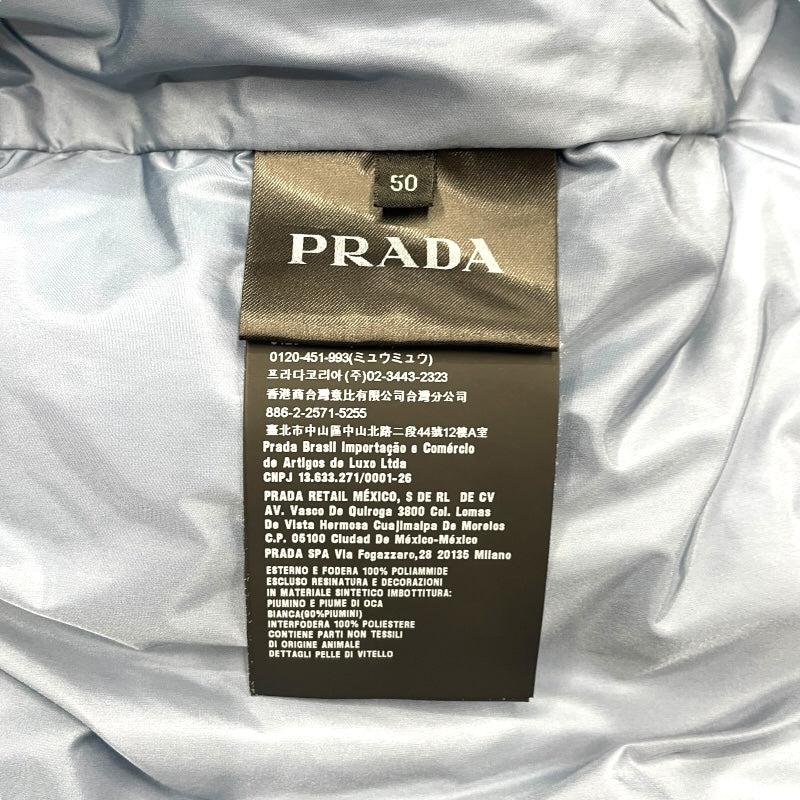 50
PRADA
0120-451-993(ミュウミュウ)
프라다코리아(주)02-3443-2323
香港商台灣意比有限公司台灣分公司
886-2-2571-5255
臺北市中山區中山北路二段44號12樓A室
Prada Brasil Importação e Comércio
de Artigos de Luxo Ltda
CNPJ 13.633.271/0001-26
PRADA RETAIL MÉXICO, S DE RL DE CV
AV. Vasco De Quiroga 3800 Col. Lomas
De Vista Hermosa Cuajimalpa De Morelos
C.P. 05100 Ciudad De México-México
PRADA SPA Via Fogazzaro,28 20135 Milano
ESTERNO E FODERA 100% POLIAMMIDE
ESCLUSO RESINATURA E DECORAZIONI
IN MATERIALE SINTETICO IMBOTTITURA:
PIUMINO E PIUME DI OCA
BIANCA(90%PIUMINI)
INTERFODERA 100% POLIESTERE
CONTIENE PARTI NON TESSILI
DI ORIGINE ANIMALE
DETTAGLI PELLE DI VITELLO